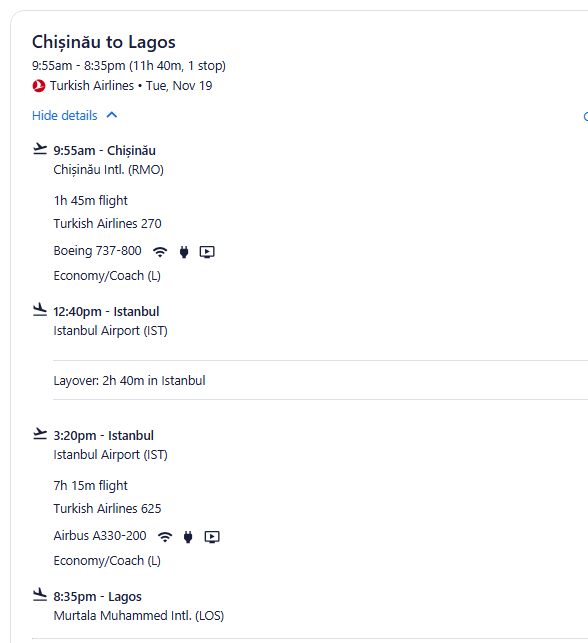 Chișinău to Lagos
9:55am - 8:35pm (11h 40m, 1 stop)
Turkish Airlines • Tue, Nov 19
Hide details
9:55am - Chișinău
Chișinău Intl. (RMO)
1h 45m flight
Turkish Airlines 270
Boeing 737-800
Economy/Coach (L)
12:40pm - Istanbul
Istanbul Airport (IST)
Layover: 2h 40m in Istanbul
3:20pm - Istanbul
Istanbul Airport (IST)
7h 15m flight
Turkish Airlines 625
Airbus A330-200
Economy/Coach (L)
8:35pm - Lagos
Murtala Muhammed Intl. (LOS)